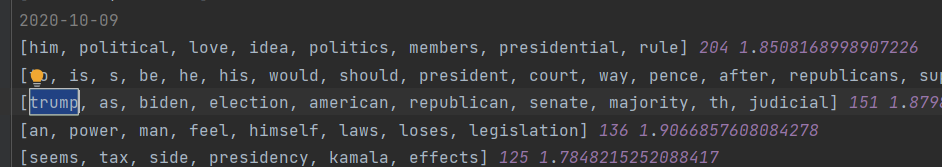 2020-10-09
[him, political, love, idea, politics, members, presidential, rule] 204 1.8508168998907226
is, s, be, he, his, would, should, president, court, way, pence, after, republicans,
[trump, as, biden, election, american, republican, senate, majority, th, judicial] 151 1.879
[an, power, man, feel, himself, laws, loses, legislation] 136 1.9066857608084278
[seems, tax, side, presidency, kamala, effects] 125 1.7848215252088417